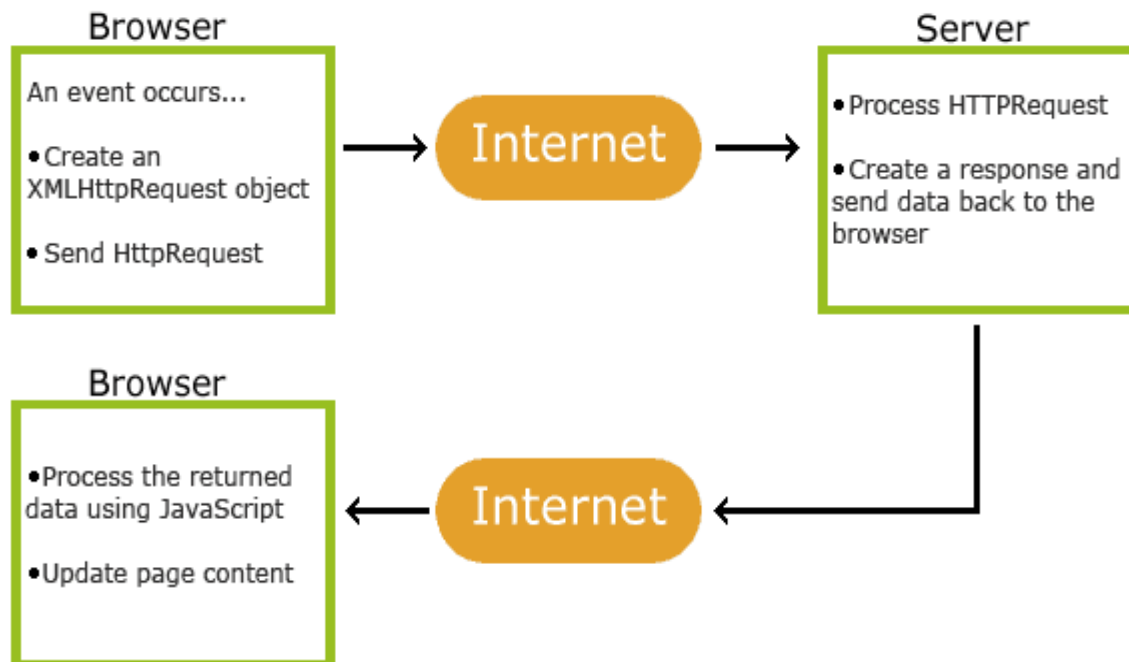 Browser
An event occurs...
•Create an
XMLHttpRequest object
• Send HttpRequest
Internet
Server
•Process HTTPRequest
•Create a response and
send data back to the
browser
Browser
•Process the returned
data using JavaScript
•Update page content
Internet